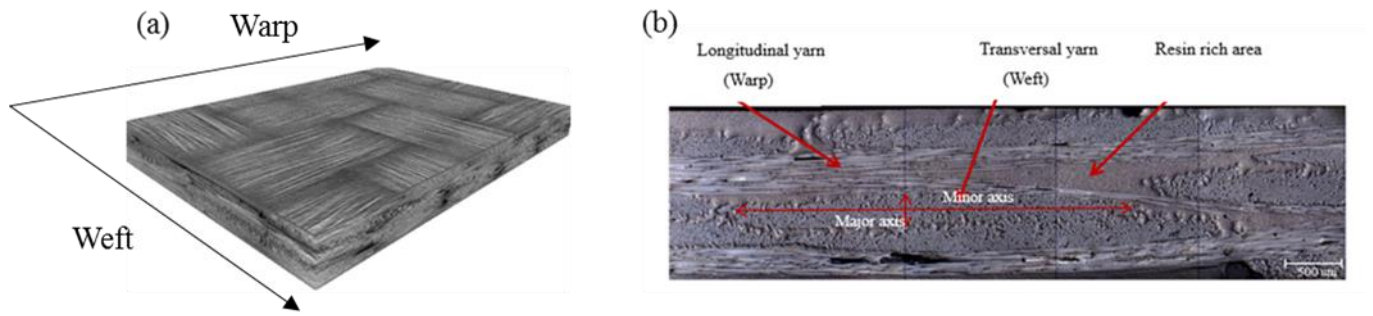 (a)
Warp
Weft
(b)
Longitudinal yarn
(Warp)
Transversal yarn
(Weft)
Resin rich area
Minor axis
Major axis
500 um